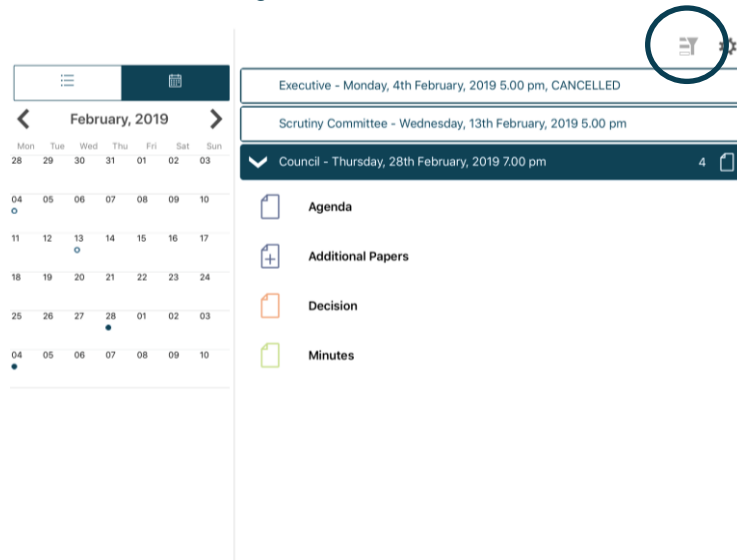 February, 2019
Mon Tue Wed Thu Fri Sat Sun
28 29 30 31 01 02 03
04 05 06 07 08 09 10
11 12 13 14 15 16 17
18 19 20 21 22 23 24
25 26 27 28 01 02 03
04 05 06 07 08 09 10
Executive - Monday, 4th February, 2019 5.00 pm, CANCELLED
Scrutiny Committee - Wednesday, 13th February, 2019 5.00 pm
Council - Thursday, 28th February, 2019 7.00 pm 4
Agenda
Additional Papers
Decision
Minutes